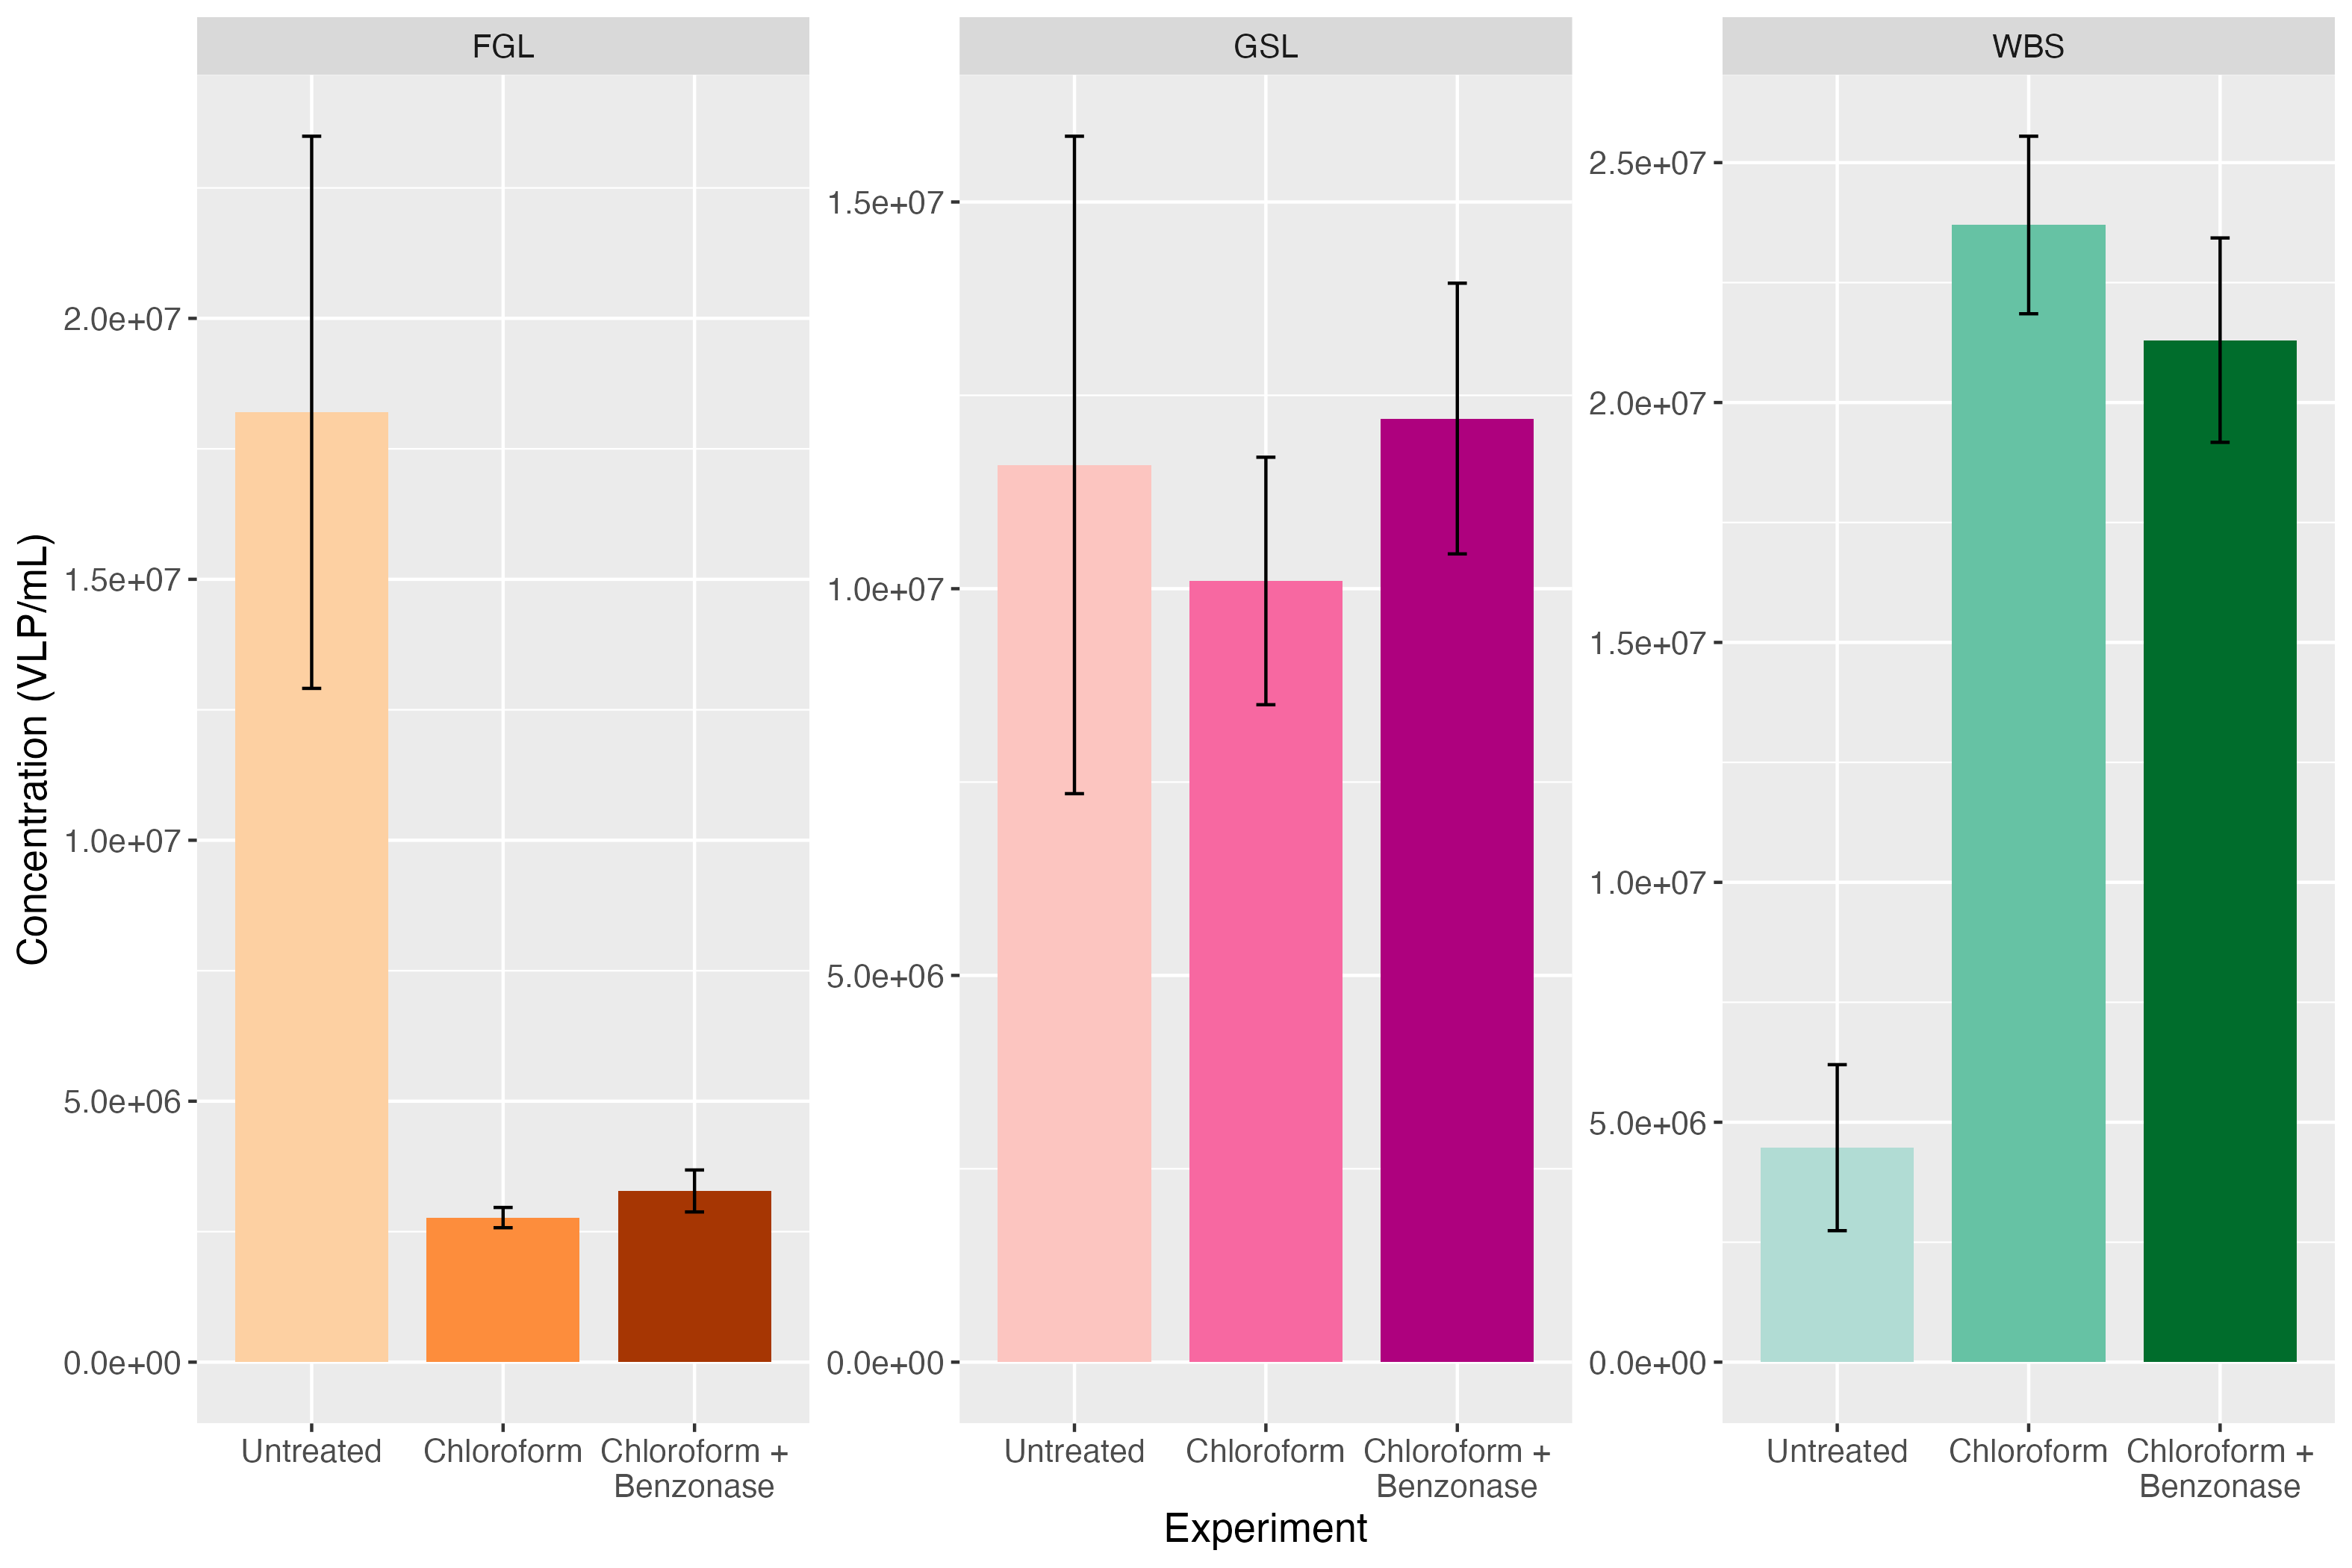 FGL
GSL
WBS
Concentration (VLP/mL)
2.0e+07
1.5e+07
1.0e+07
5.0e+06
0.0e+00
1.5e+07
1.0e+07
5.0e+06
0.0e+00
2.5e+07
2.0e+07
1.5e+07
1.0e+07
5.0e+06
0.0e+00
Untreated
Chloroform
Chloroform +
Benzonase
Untreated
Chloroform
Chloroform +
Benzonase
Untreated
Chloroform
Chloroform +
Benzonase
Experiment